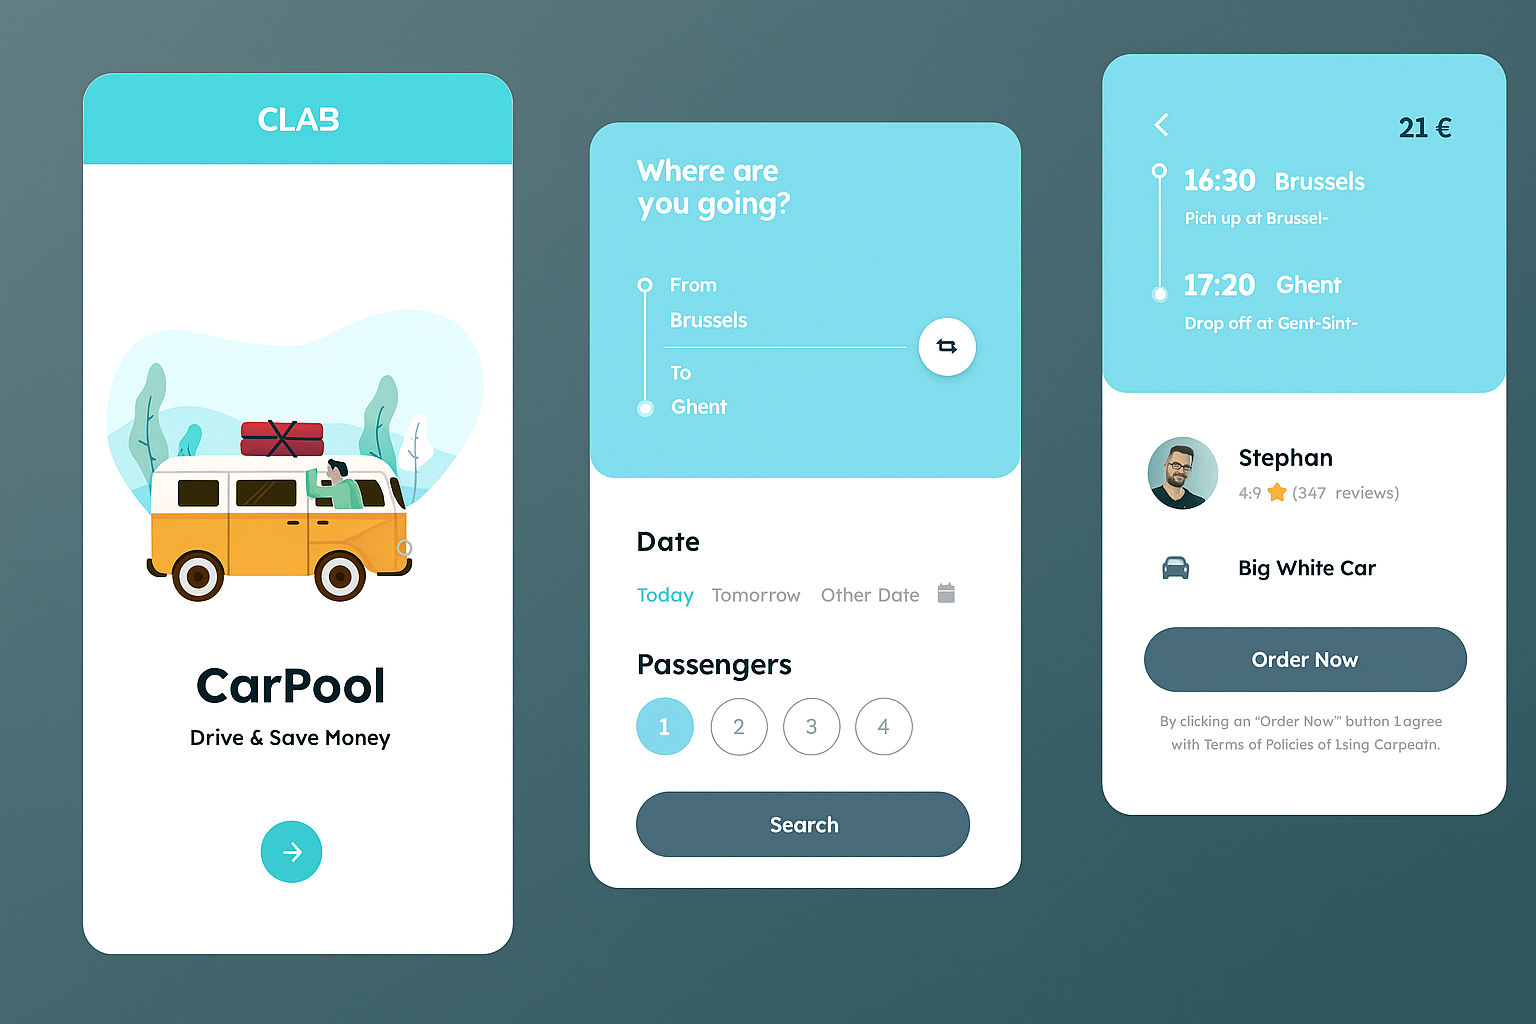 CLAB
CarPool
Drive & Save Money
Where are
you going?
From
Brussels
To
Ghent
Date
Today Tomorrow Other Date
Passengers
1 2 3 4
Search
21 €
16:30 Brussels
Pich up at Brussel-
17:20 Ghent
Drop off at Gent-Sint-
Stephan
4:9 (347 reviews)
Big White Car
Order Now
By clicking an “Order Now” button 1agree
with Terms of Policies of 1sing Carpeatn.